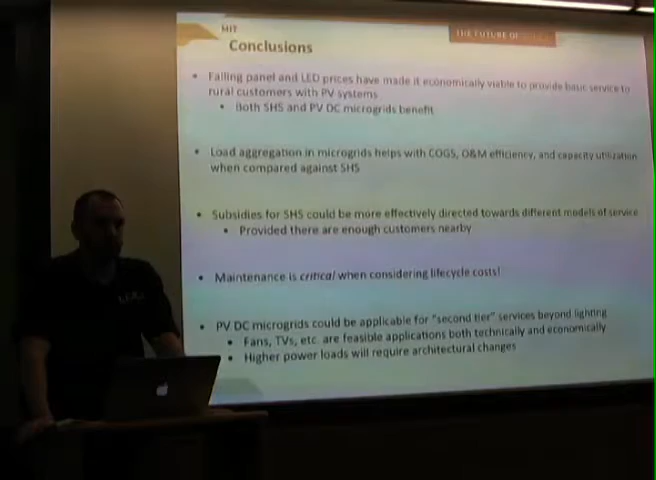 MIT
THE FUTURE OF
Conclusions
• Falling panel and LED prices have made it economically viable to provide basic service to
rural customers with PV systems
• Both SHS and PV DC microgrids benefit
• Load aggregation in microgrids helps with COGS, O&M efficiency, and capacity utilization
when compared against SHS
• Subsidies for SHS could be more effectively directed towards different models of service
• Provided there are enough customers nearby
• Maintenance is critical when considering lifecycle costs!
• PV DC microgrids could be applicable for "second tier" services beyond lighting
• Fans, TVs, etc. are feasible applications both technically and economically
• Higher power loads will require architectural changes